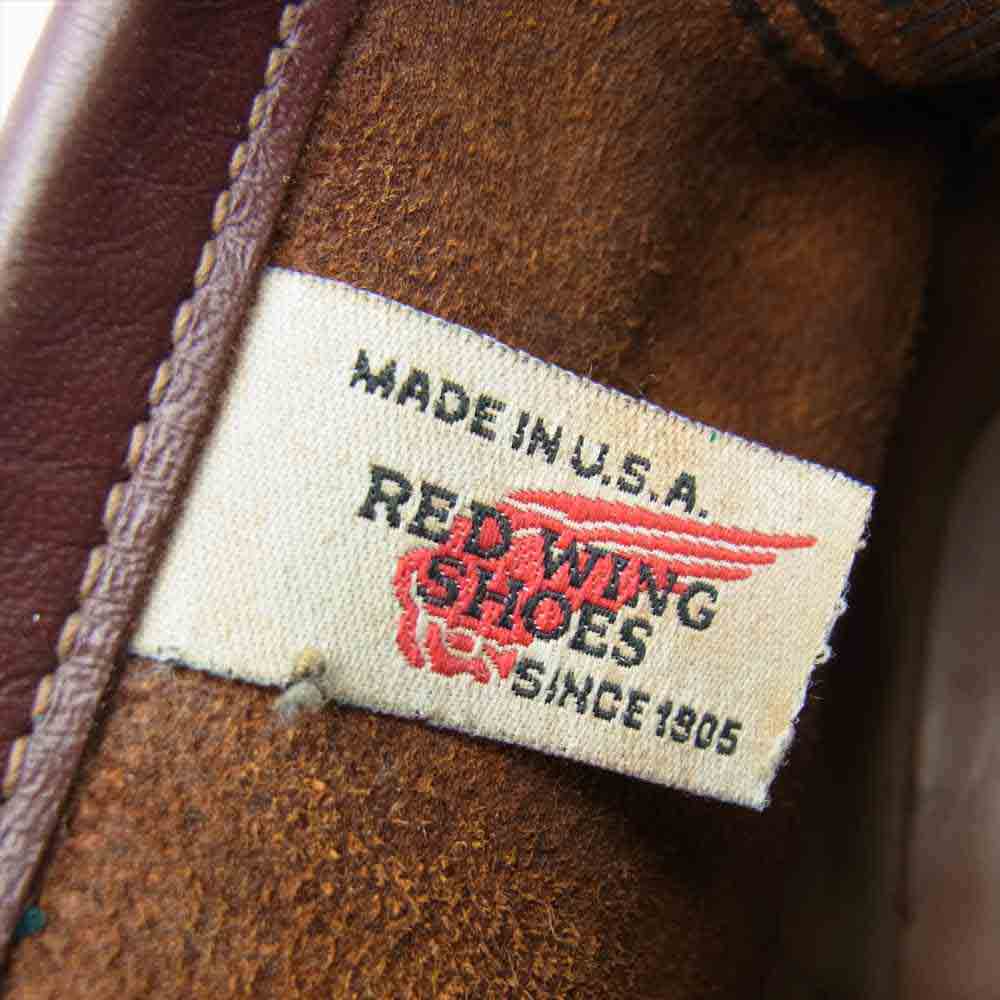 MADE IN U.S.A.
RED WING
SHOES
SINCE 1905